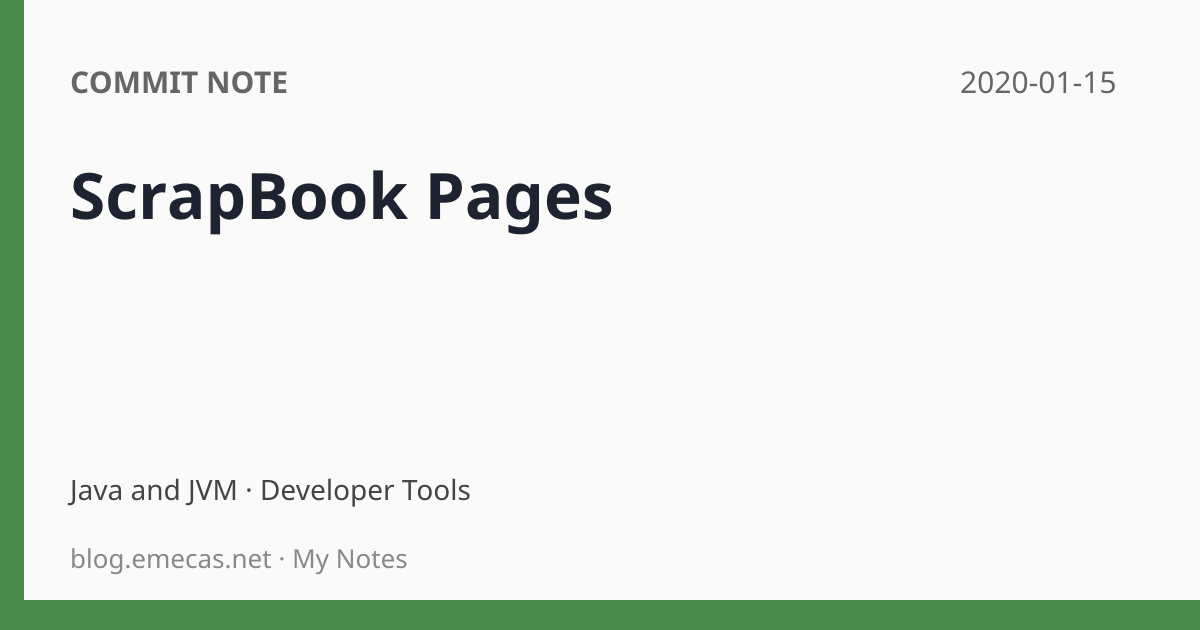 COMMIT NOTE
2020-01-15
ScrapBook Pages
Java and JVM · Developer Tools
blog.emecas.net · My Notes